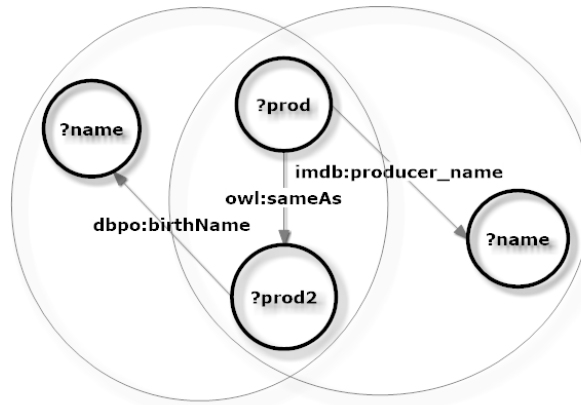 ?prod
?name
imdb:producer_name
owl:sameAs
dbpo:birthName
?name
?prod2